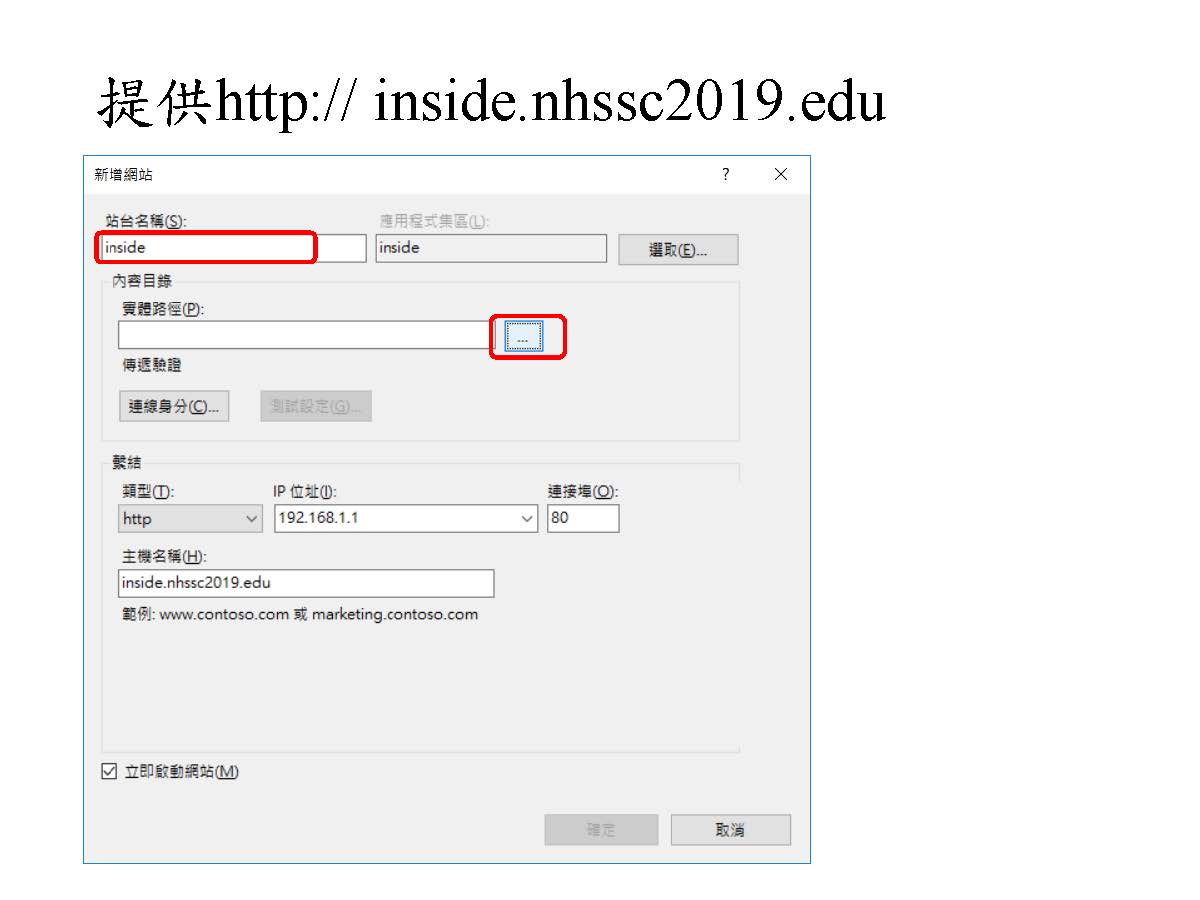 提供http:// inside.nhssc2019.edu
新增網站 ?
站台名稱(S): 應用程式集區(L):
inside inside 選取(E)...
內容目錄
實體路徑(P):
...
傳遞驗證
連線身分(C)... 測試設定(G)...
繫結
類型(T): IP 位址(I): 連接埠(O):
http 192.168.1.1 80
主機名稱(H):
inside.nhssc2019.edu
範例: www.contoso.com 或 marketing.contoso.com
立即啟動網站(M)
確定 取消